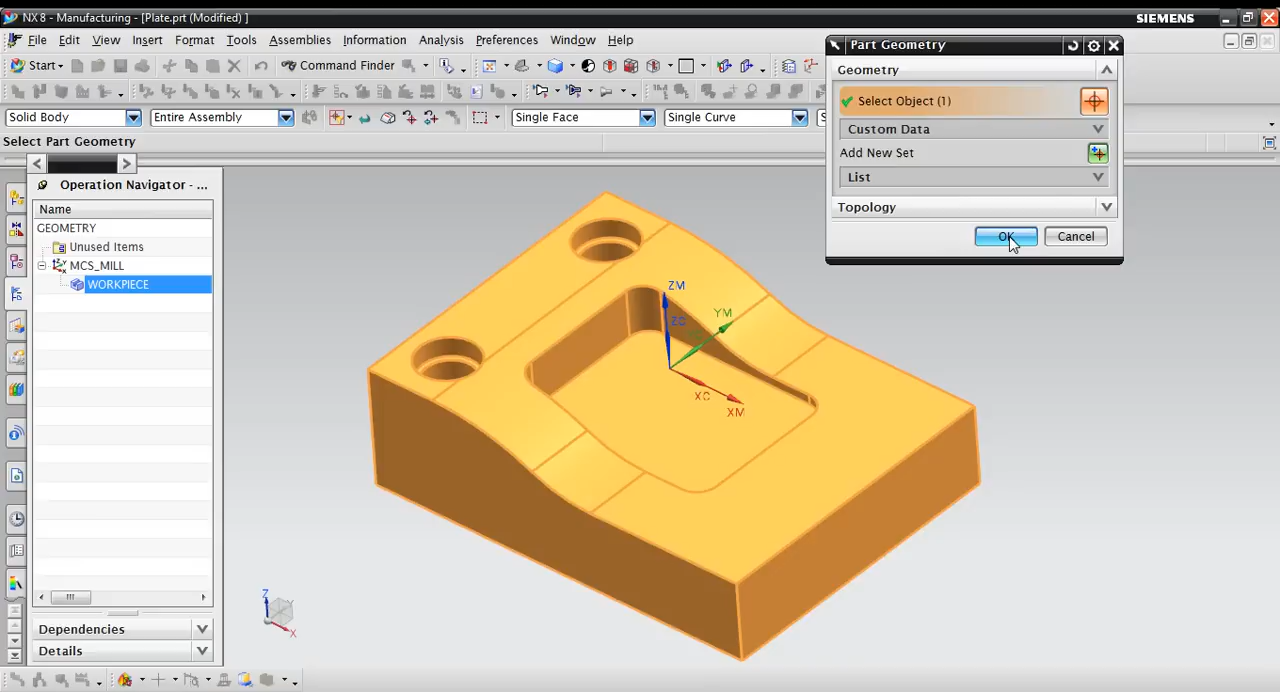 NX 8 - Manufacturing - [Plate.prt (Modified) ]
SIEMENS
File Edit View Insert Format Tools Assemblies Information Analysis Preferences Window Help
Part Geometry
Start
Command Finder
Geometry
Select Object (1)
Solid Body
Entire Assembly
Single Face
Single Curve
S
Custom Data
Select Part Geometry
Add New Set
List
Operation Navigator - ...
Topology
Name
OK
Cancel
GEOMETRY
Unused Items
MCS_MILL
WORKPIECE
ZM
YM
ZC
XC
XM
Z
X
Dependencies
Details